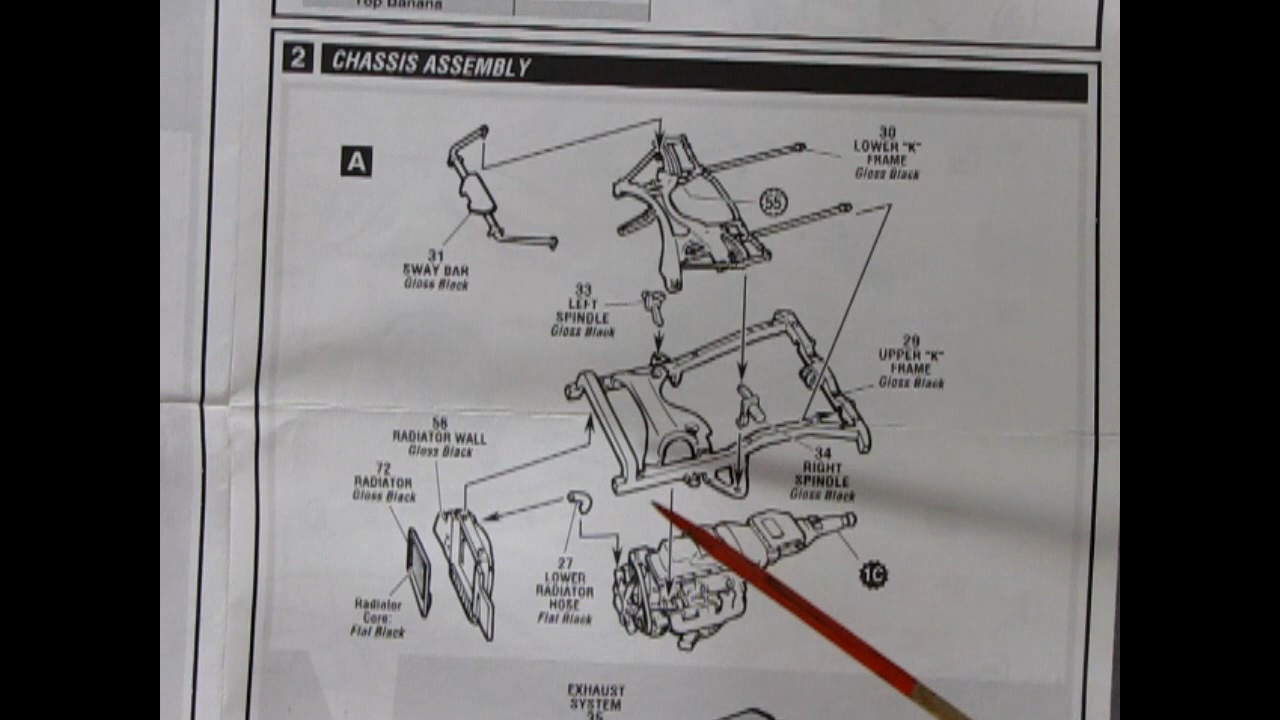 Top Banana
2 CHASSIS ASSEMBLY
A
30
LOWER "K"
FRAME
Gloss Black
55
31
SWAY BAR
Gloss Black
33
LEFT
SPINDLE
Gloss Black
29
UPPER "K"
FRAME
Gloss Black
58
RADIATOR WALL
Gloss Black
72
RADIATOR
Gloss Black
34
RIGHT
SPINDLE
Gloss Black
27
LOWER
RADIATOR
HOSE
Flat Black
1C
Radiator
Core:
Flat Black
EXHAUST
SYSTEM
35